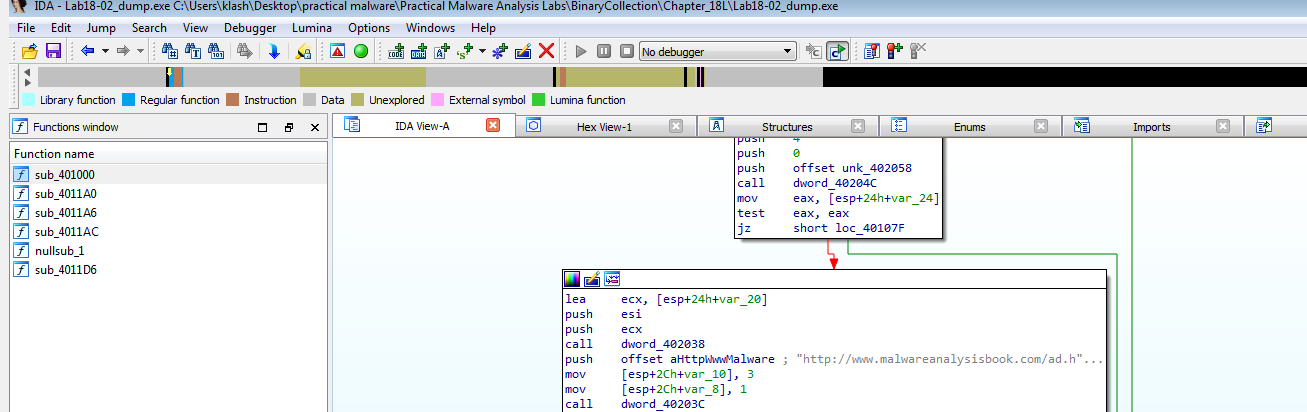 IDA - Lab18-02_dump.exe C:\Users\klash\Desktop\practical malware\Practical Malware Analysis Labs\BinaryCollection\Chapter_18L\Lab18-02_dump.exe
File Edit Jump Search View Debugger Lumina Options Windows Help
No debugger
Library function Regular function Instruction Data Unexplored External symbol Lumina function
Functions window
IDA View-A Hex View-1 Structures Enums Imports
Function name
sub_401000
sub_4011A0
sub_4011A6
sub_4011AC
nullsub_1
sub_4011D6
push 4
push 0
push offset unk_402058
call dword_40204C
mov eax, [esp+24h+var_24]
test eax, eax
jz short loc_40107F
lea ecx, [esp+24h+var_20]
push esi
push ecx
call dword_402038
push offset aHttpWwwMalware ; "http://www.malwareanalysisbook.com/ad.h"...
mov [esp+2Ch+var_10], 3
mov [esp+2Ch+var_8], 1
call dword_40203C